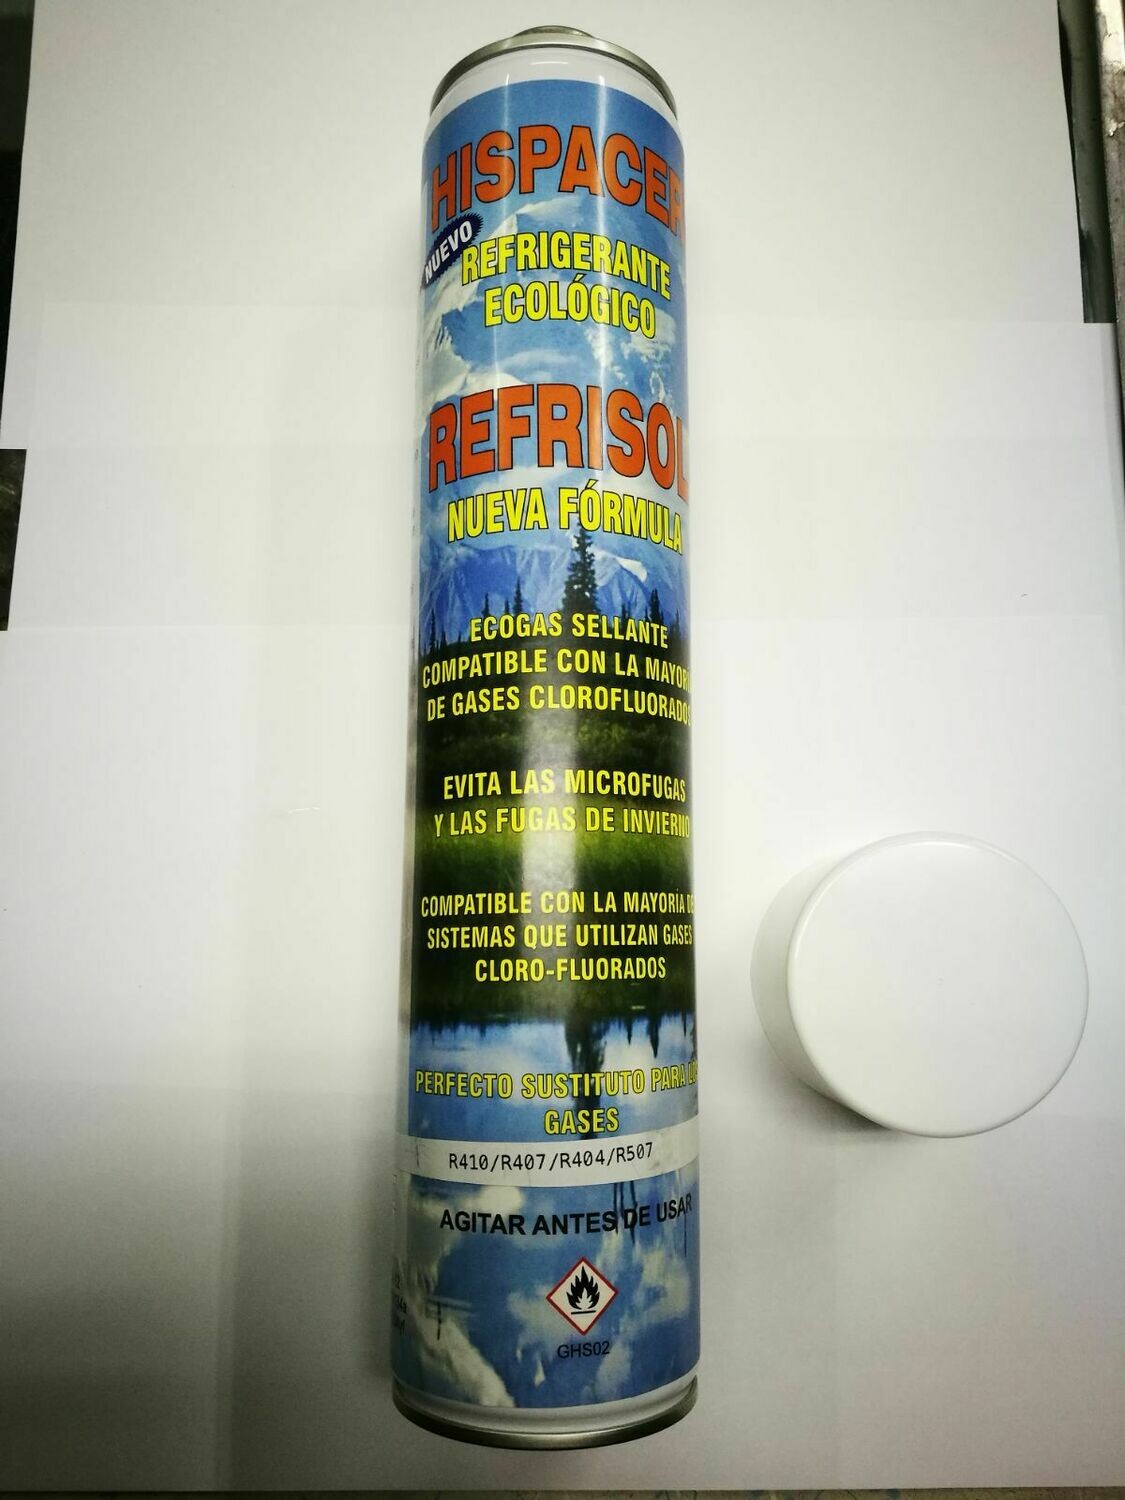 HISPACER
NUEVO
REFRIGERANTE
ECOLÓGICO
REFRISOL
NUEVA FÓRMULA
ECOGAS SELLANTE
COMPATIBLE CON LA MAYORÍ
DE GASES CLOROFLUORADOS
EVITA LAS MICROFUGAS
Y LAS FUGAS DE INVIERNO
COMPATIBLE CON LA MAYORÍA DE
SISTEMAS QUE UTILIZAN GASES
CLORO-FLUORADOS
PERFECTO SUSTITUTO PARA LOS
GASES
R410/R407/R404/R507
AGITAR ANTES DE USAR
GHS02